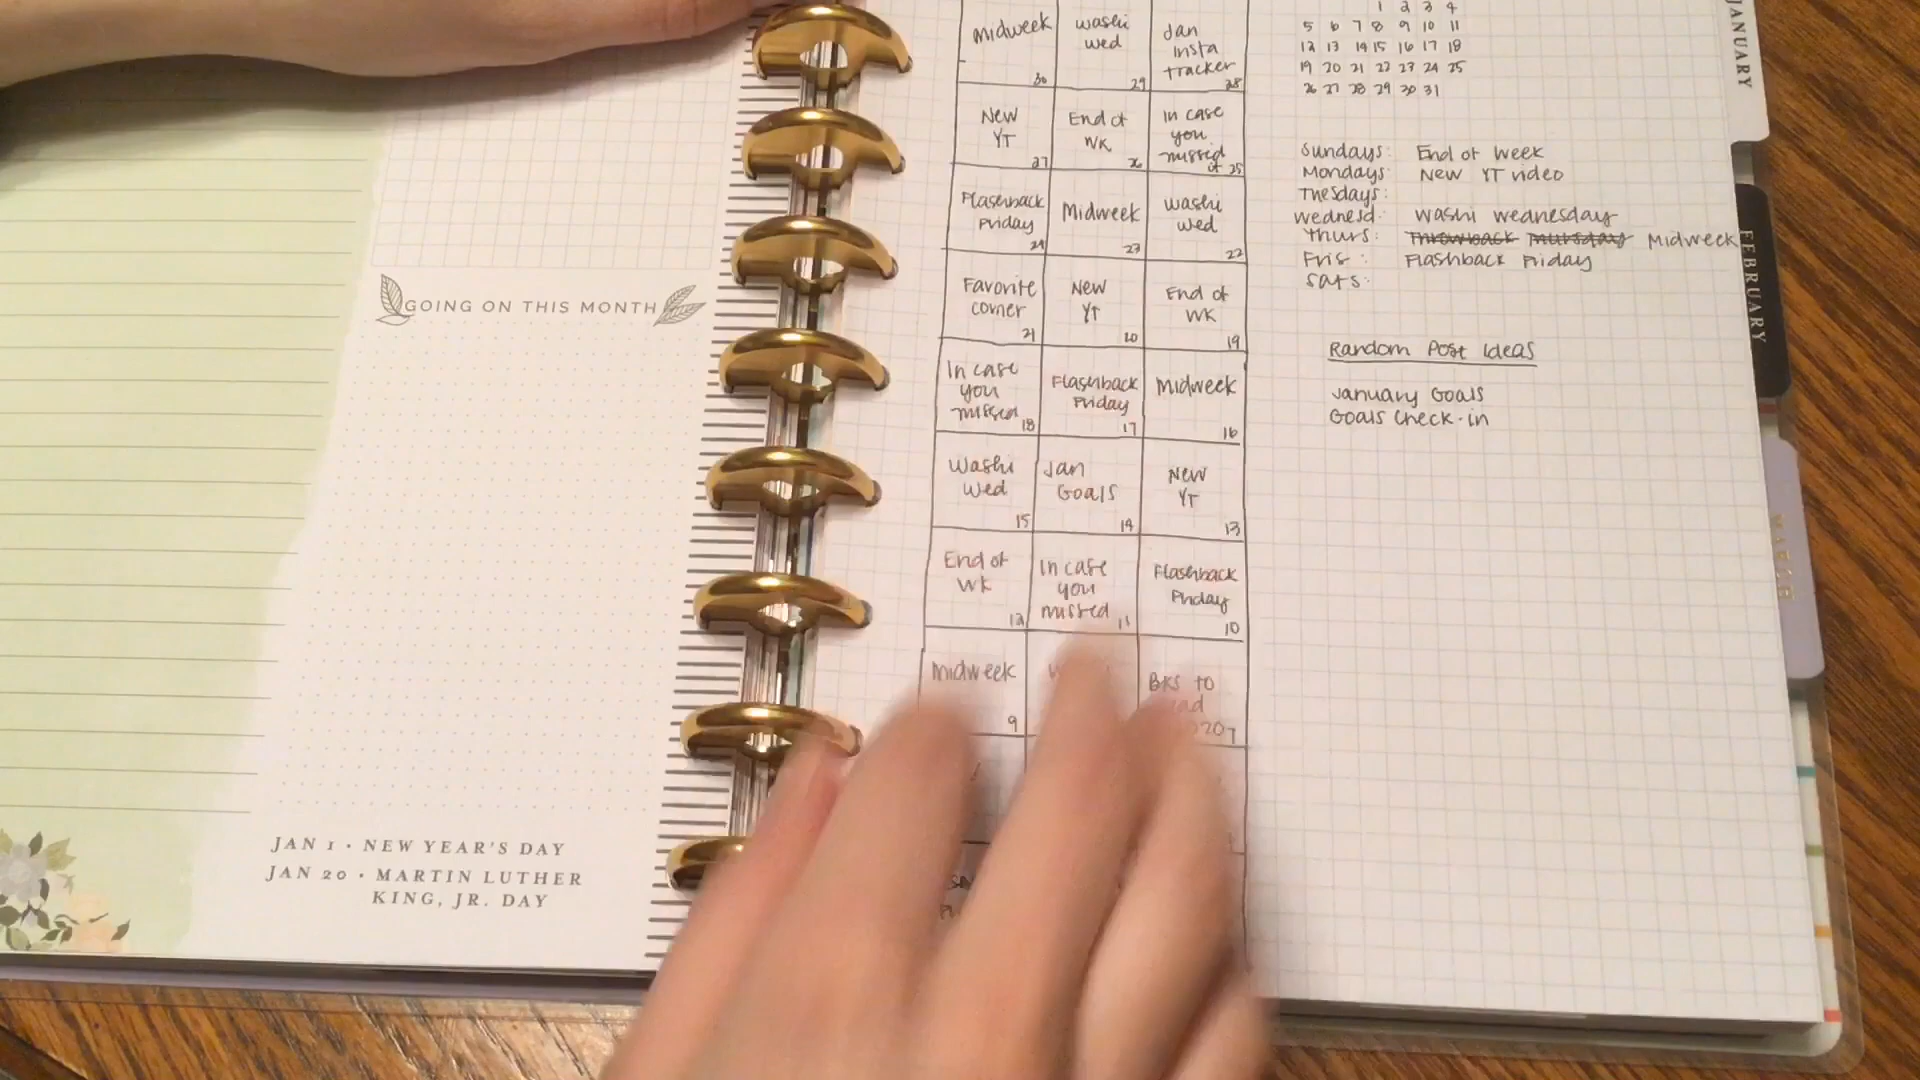 GOING ON THIS MONTH
JAN 1 • NEW YEAR'S DAY
JAN 20 • MARTIN LUTHER
KING, JR. DAY
Midweek
30
washi
wed
29
Jan
Insta
tracker
28
New
YT
27
End of
WK
26
In case
you
missed
it 25
Flashback
Friday
24
Midweek
23
washi
wed
22
Favorite
corner
21
New
YT
20
End of
WK
19
In case
you
missed
18
Flashback
Friday
17
Midweek
16
Washi
Wed
15
Jan
Goals
14
New
YT
13
End of
WK
12
In case
you
missed
11
Flashback
Friday
10
Midweek
9
BKS to
1 2 3 4
5 6 7 8 9 10 11
12 13 14 15 16 17 18
19 20 21 22 23 24 25
26 27 28 29 30 31
Sundays: End of Week
Mondays: New YT video
Tuesdays:
Wednesd: Washi Wednesday
Thurs: Throwback Thursday Midweek
Fris: Flashback Friday
Sats:
Random Post Ideas
January Goals
Goals Check-in
JANUARY
FEBRUARY